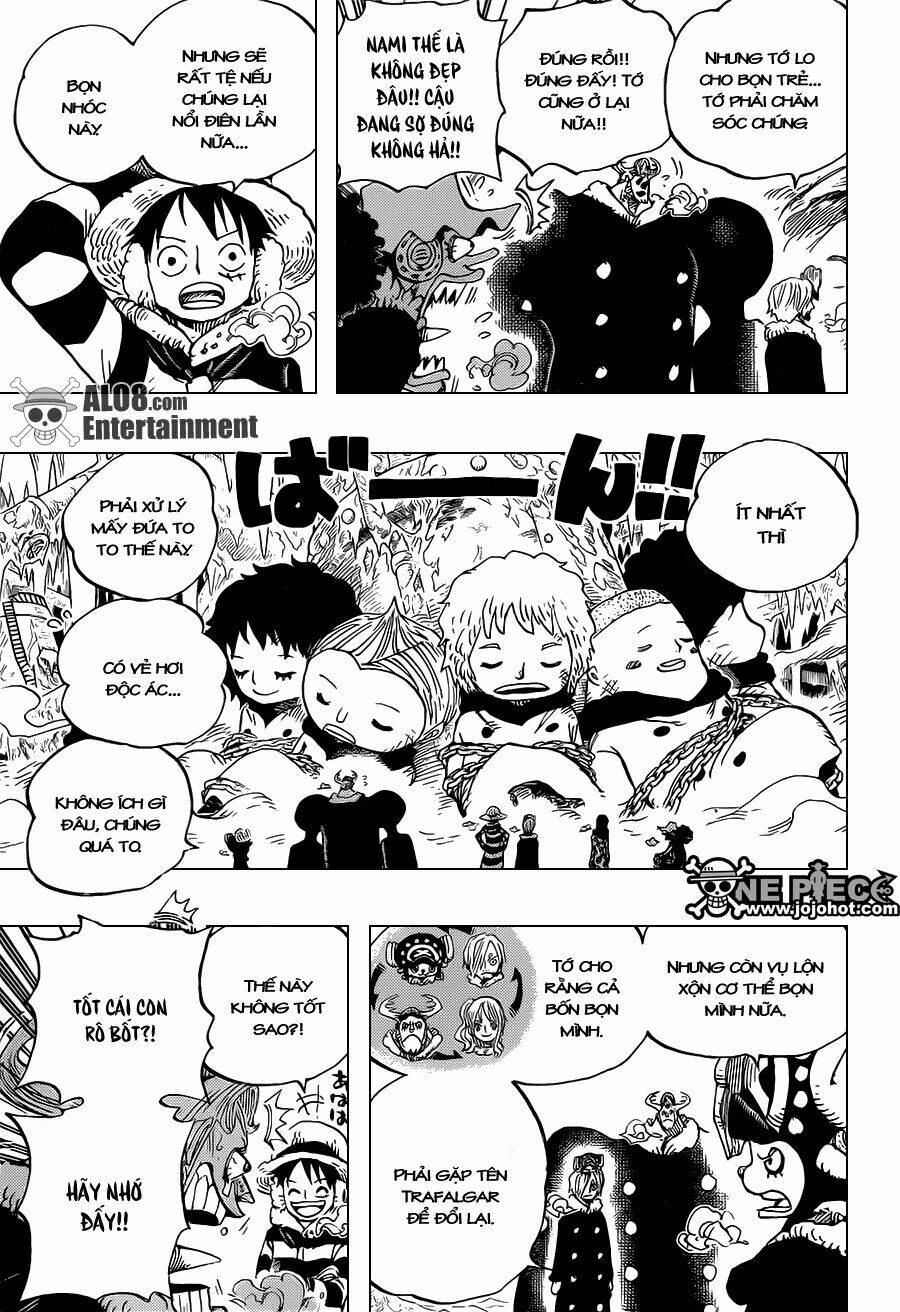 NHƯNG TỚ LO
CHO BỌN TRẺ...
TỚ PHẢI CHĂM
SÓC CHÚNG.
ĐÚNG RỒI!!
ĐÚNG ĐẤY! TỚ
CŨNG Ở LẠI
NỮA!!
NAMI THẾ LÀ
KHÔNG ĐẸP
ĐÂU!! CẬU
ĐANG SỢ ĐÚNG
KHÔNG HẢ!!
NHƯNG SẼ
RẤT TỆ NẾU
CHÚNG LẠI
NỔI ĐIÊN LẦN
NỮA...
BỌN
NHÓC
NÀY
AL08.com
Entertainment
ばーん!!
ÍT NHẤT
THÌ
PHẢI XỬ LÝ
MẤY ĐỨA TO
TO THẾ NÀY.
CÓ VẺ HƠI
ĐỘC ÁC...
KHÔNG ÍCH GÌ
ĐÂU, CHÚNG
QUÁ TO.
ONE PIECE
www.jojohot.com
NHƯNG CÒN VỤ LỘN
XỘN CƠ THỂ BỌN
MÌNH NỮA.
TỚ CHO
RẰNG CẢ
BỐN BỌN
MÌNH.
PHẢI GẶP TÊN
TRAFALGAR
ĐỂ ĐỔI LẠI.
THẾ NÀY
KHÔNG TỐT
SAO?!
あはは
TỐT CÁI CON
RÔ BỐT?!
HÃY NHỚ
ĐẤY!!